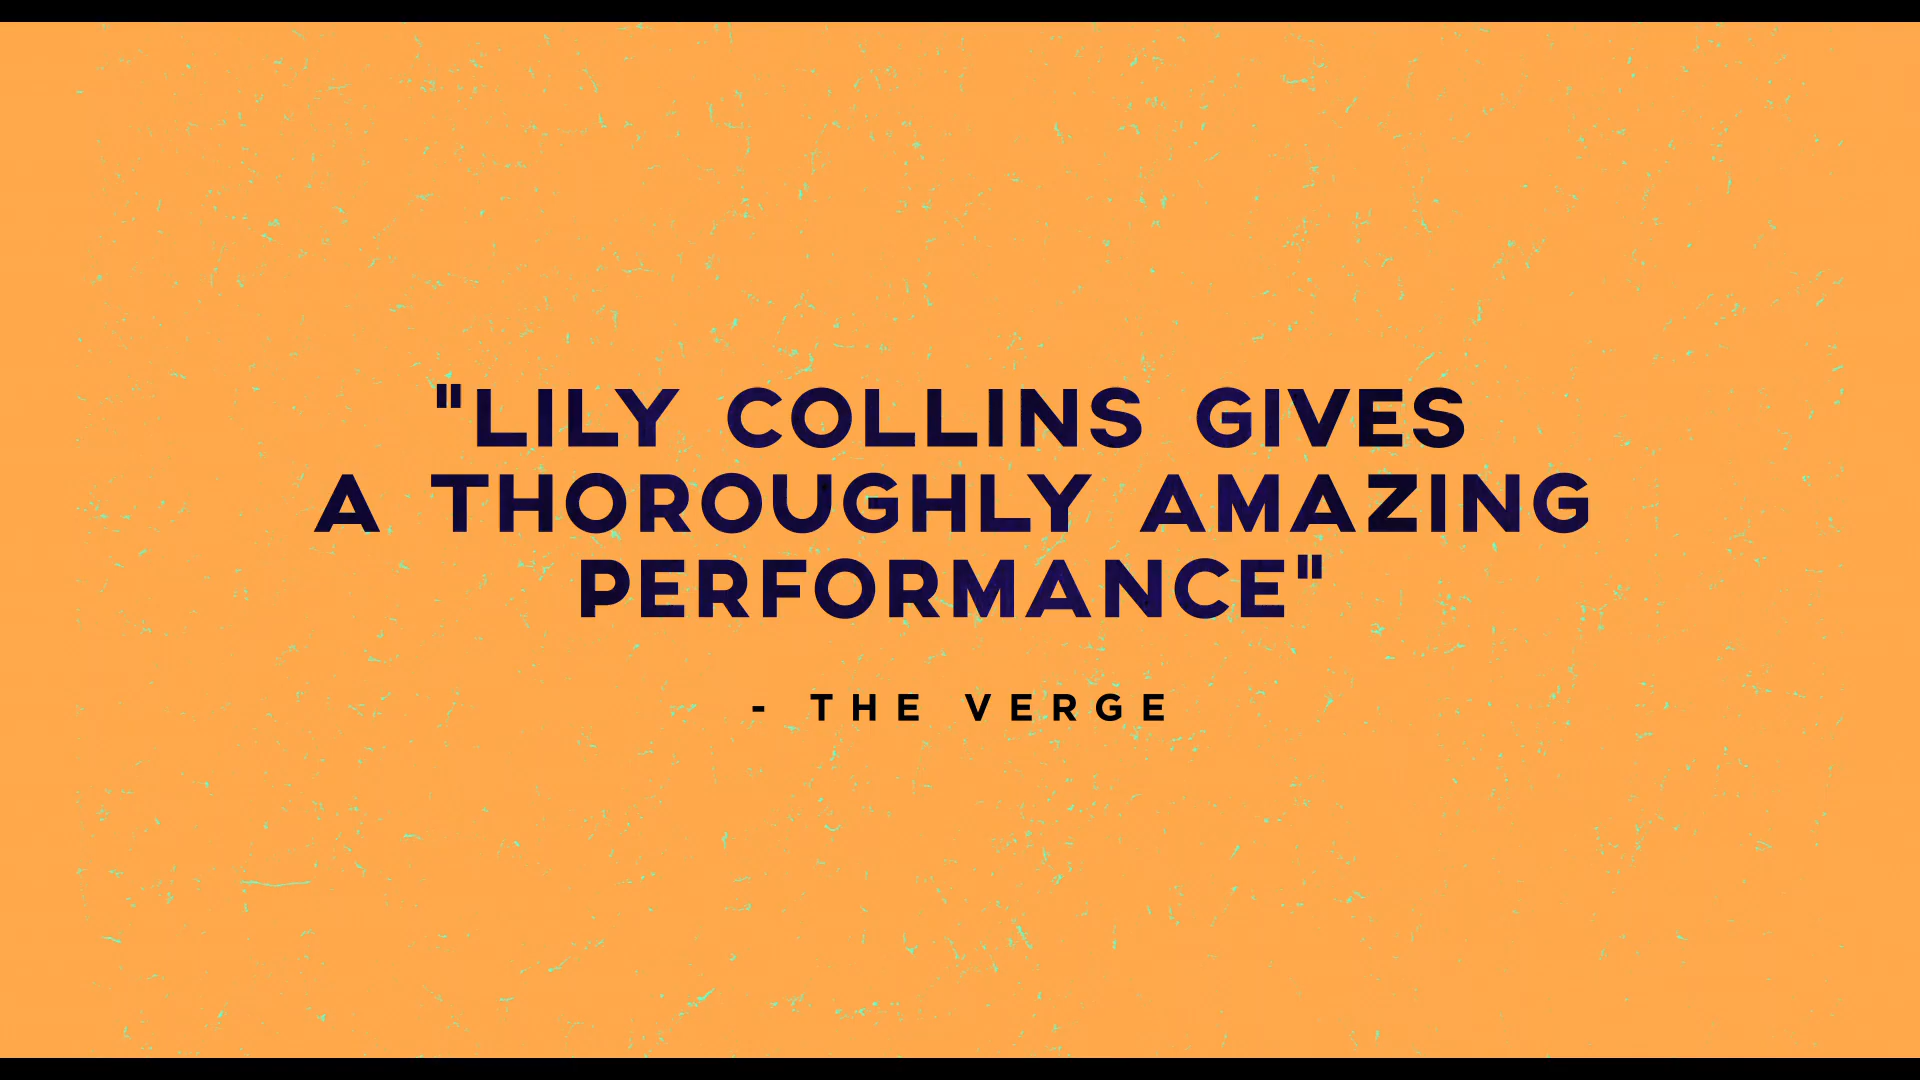 "LILY COLLINS GIVES
A THOROUGHLY AMAZING
PERFORMANCE"
- THE VERGE